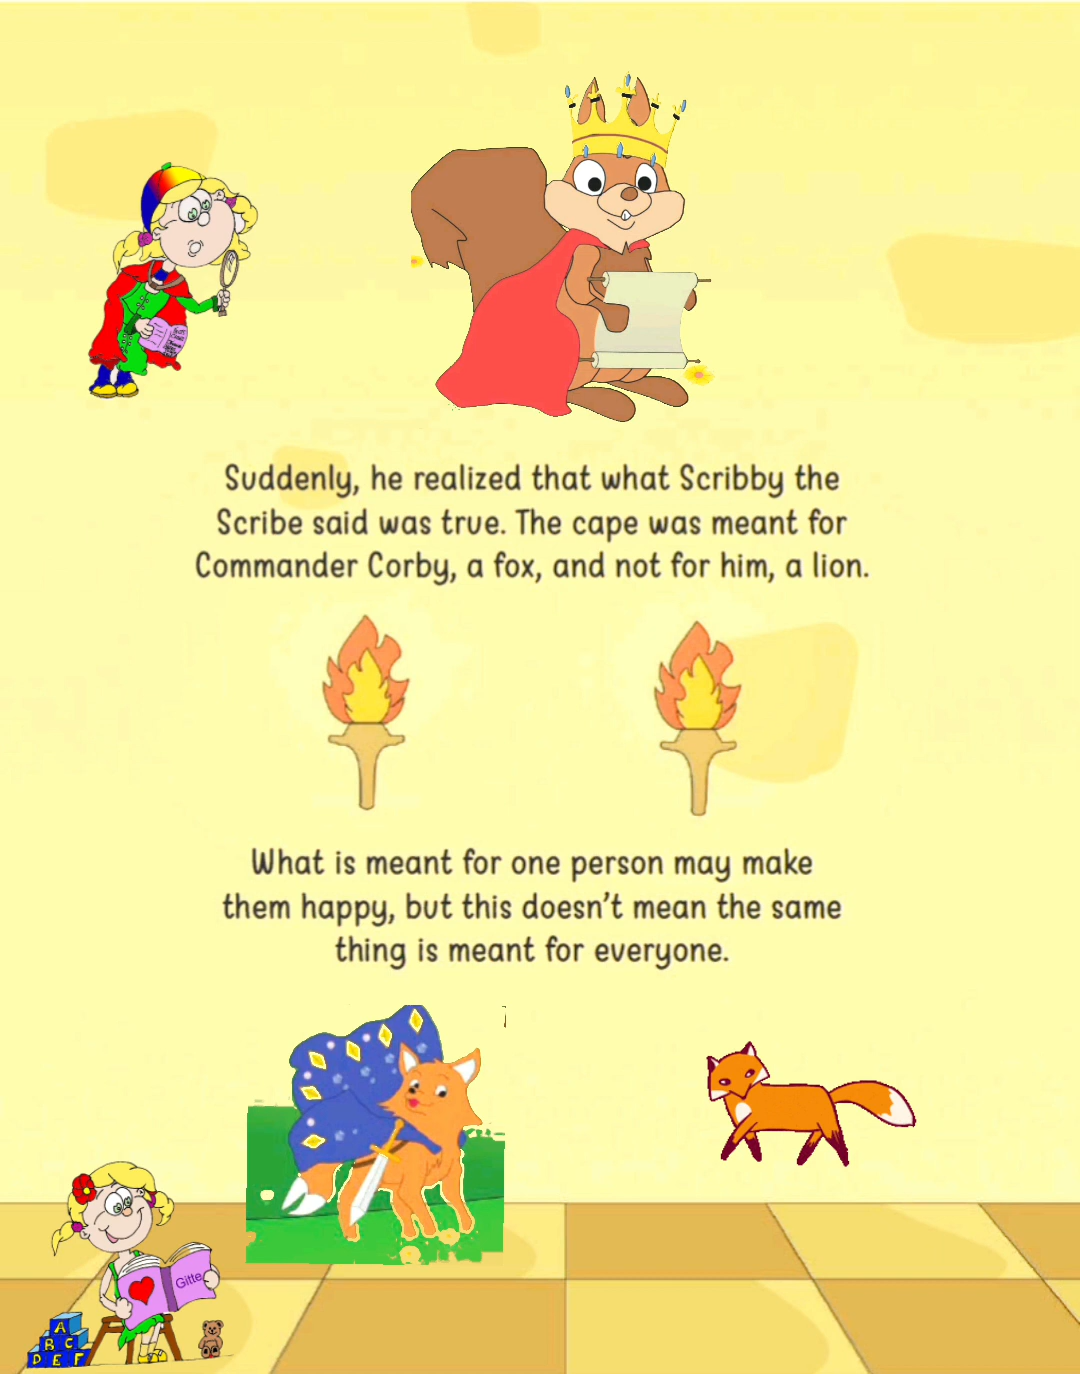 Suddenly, he realized that what Scribby the
Scribe said was true. The cape was meant for
Commander Corby, a fox, and not for him, a lion.
What is meant for one person may make
them happy, but this doesn't mean the same
thing is meant for everyone.
Gitte
A
B C
D E F